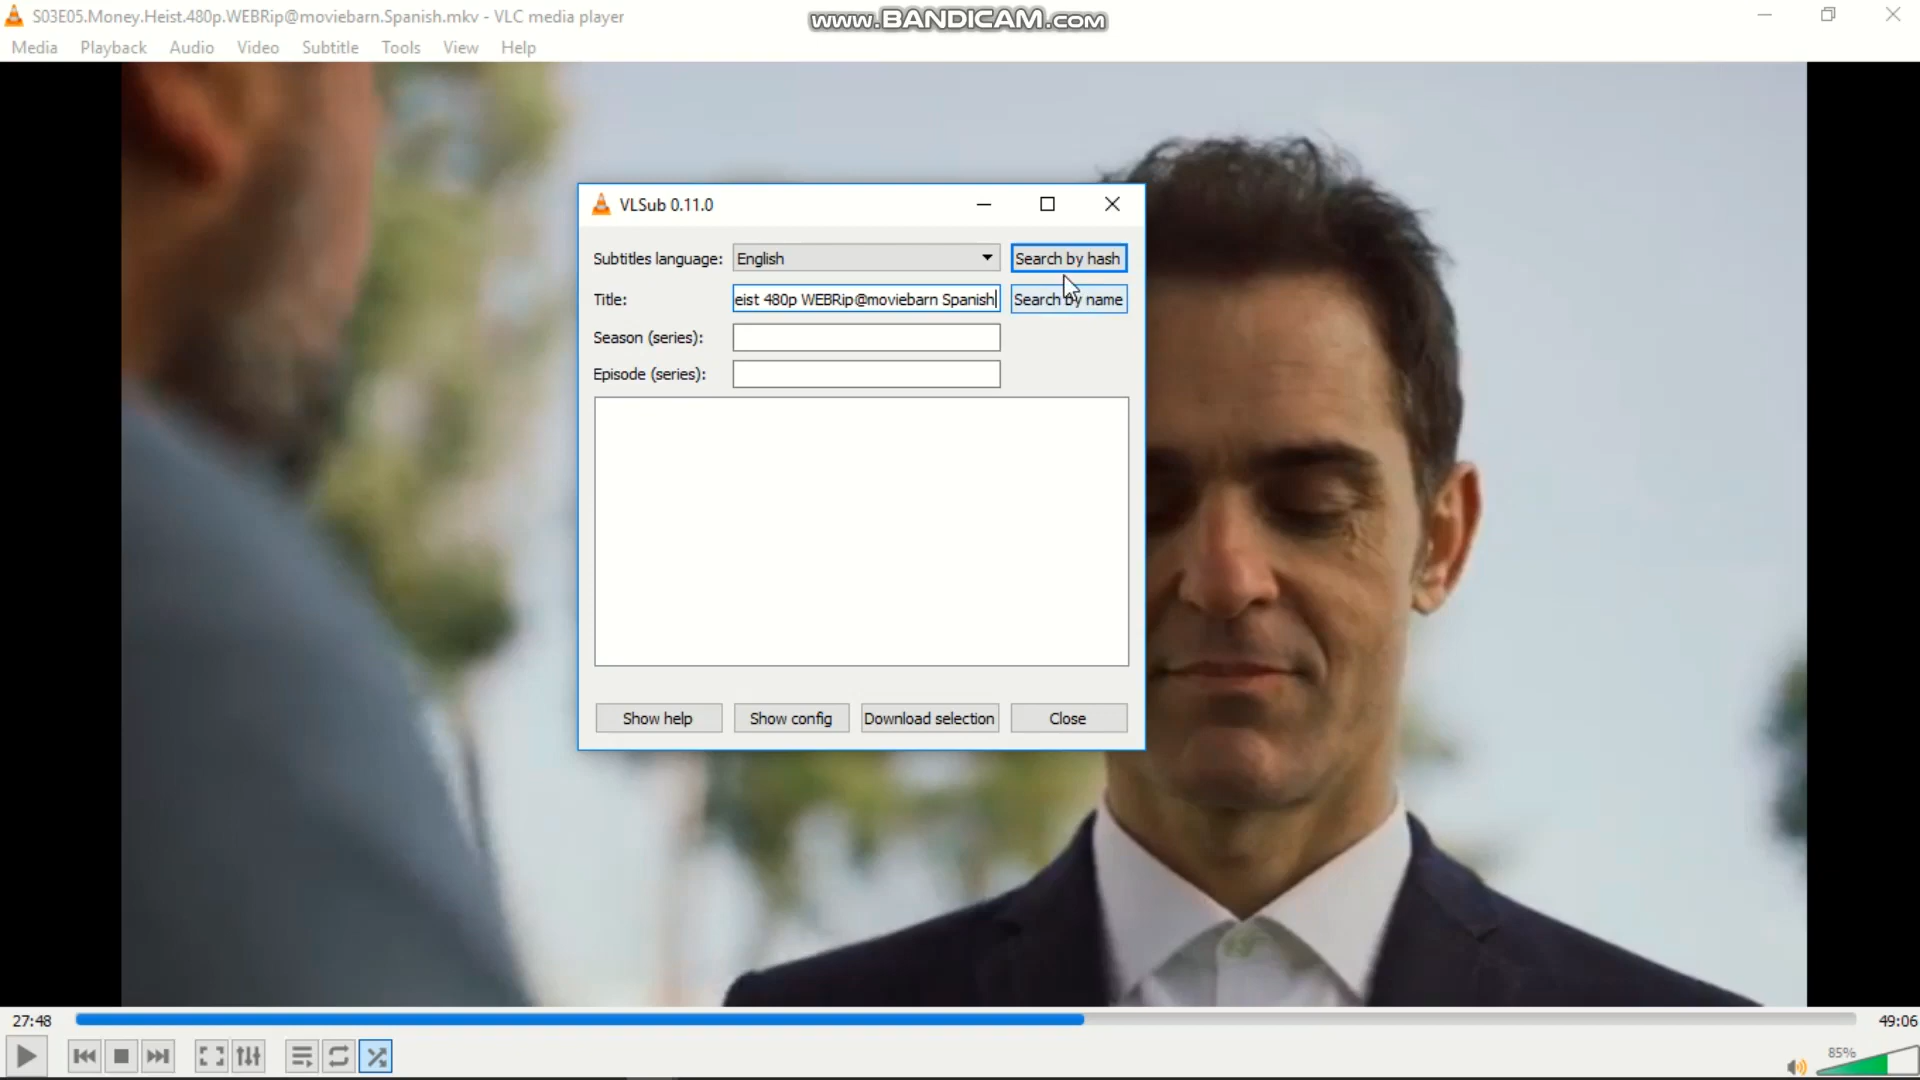 S03E05.Money.Heist.480p.WEBRip@moviebarn.Spanish.mkv - VLC media player
www.BANDICAM.com
Media Playback Audio Video Subtitle Tools View Help
VLSub 0.11.0
Subtitles language: English Search by hash
Title: eist 480p WEBRip@moviebarn Spanish Search by name
Season (series):
Episode (series):
Show help Show config Download selection Close
27:48 49:06
85%